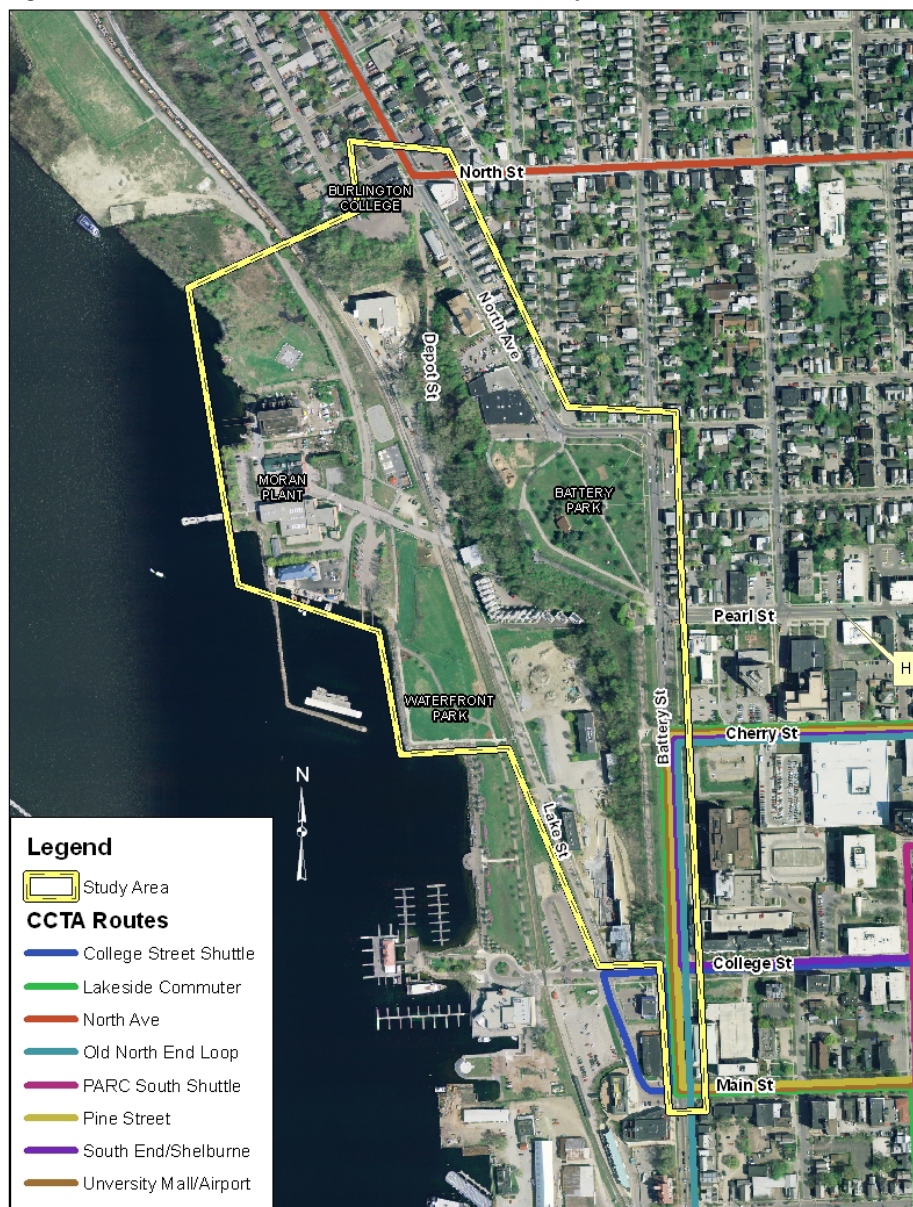 North St
BURLINGTON
COLLEGE
North Ave
Depot St
MORAN
PLANT
BATTERY
PARK
Pearl St
H
WATERFRONT
PARK
Battery St
Cherry St
N
Lake St
College St
Main St
Legend
Study Area
CCTA Routes
College Street Shuttle
Lakeside Commuter
North Ave
Old North End Loop
PARC South Shuttle
Pine Street
South End/Shelburne
Unversity Mall/Airport